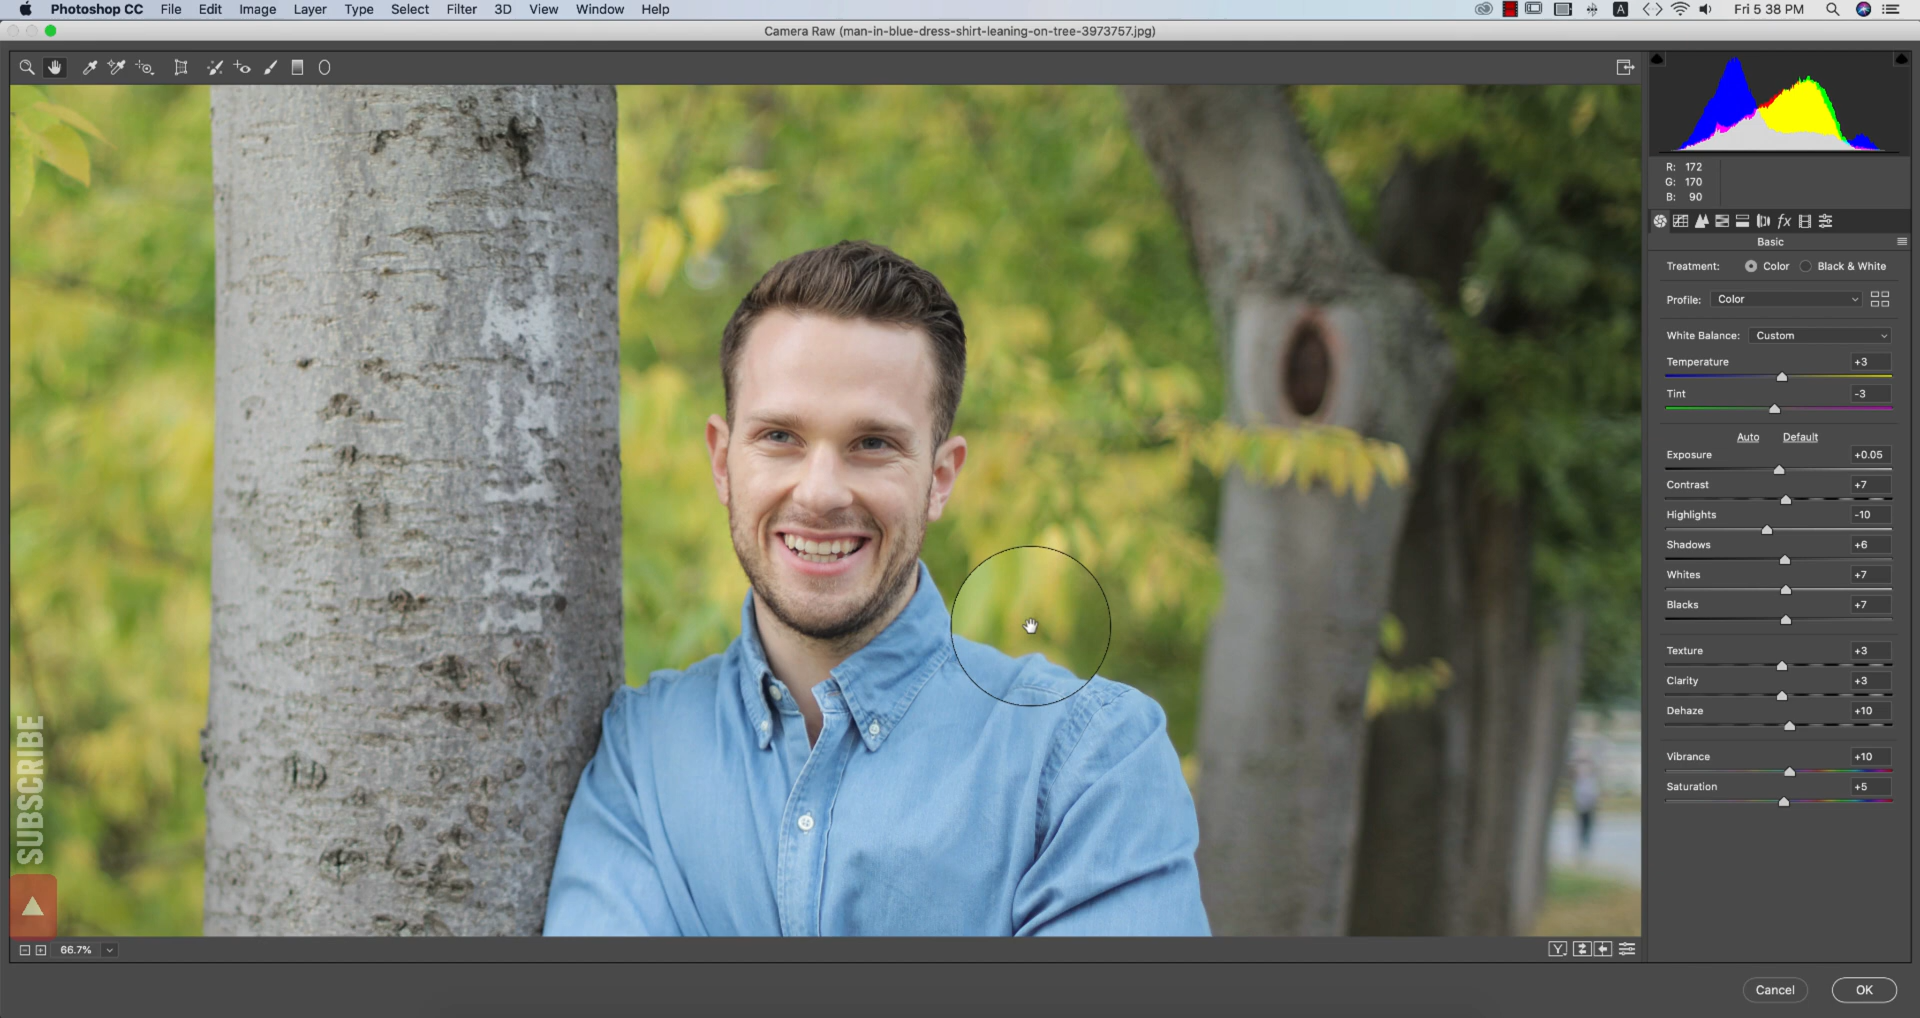 Photoshop CC File Edit Image Layer Type Select Filter 3D View Window Help A Fri 5 38 PM
Camera Raw (man-in-blue-dress-shirt-leaning-on-tree-3973757.jpg)
R: 172
G: 170
B: 90
fx
Basic
Treatment: Color Black & White
Profile: Color
White Balance: Custom
Temperature +3
Tint -3
Auto Default
Exposure +0.05
Contrast +7
Highlights -10
Shadows +6
Whites +7
Blacks +7
Texture +3
Clarity +3
Dehaze +10
Vibrance +10
Saturation +5
SUBSCRIBE
66.7% Y
Cancel OK